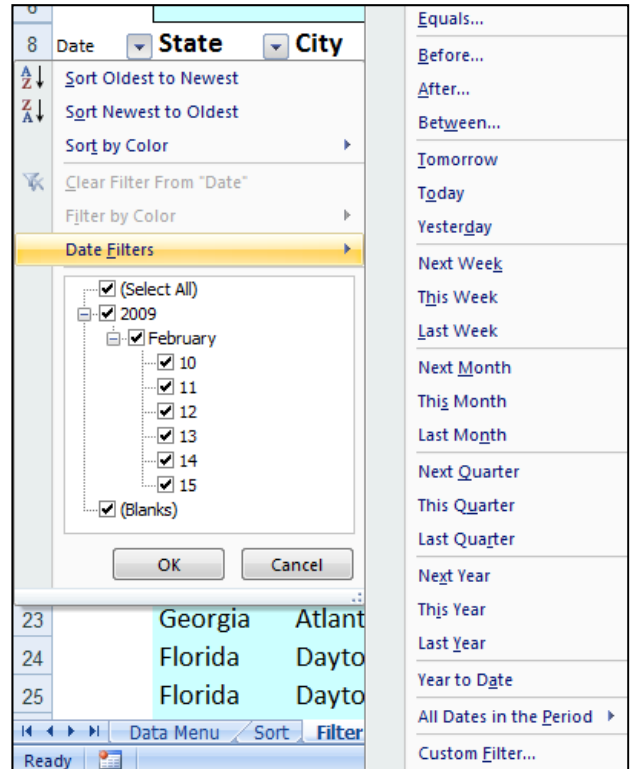 6
8 Date State City
Sort Oldest to Newest
Sort Newest to Oldest
Sort by Color
Clear Filter From "Date"
Filter by Color
Date Filters
(Select All)
2009
February
10
11
12
13
14
15
(Blanks)
OK Cancel
23 Georgia Atlant
24 Florida Dayto
25 Florida Dayto
Data Menu Sort Filter
Ready
Equals...
Before...
After...
Between...
Tomorrow
Today
Yesterday
Next Week
This Week
Last Week
Next Month
This Month
Last Month
Next Quarter
This Quarter
Last Quarter
Next Year
This Year
Last Year
Year to Date
All Dates in the Period
Custom Filter...